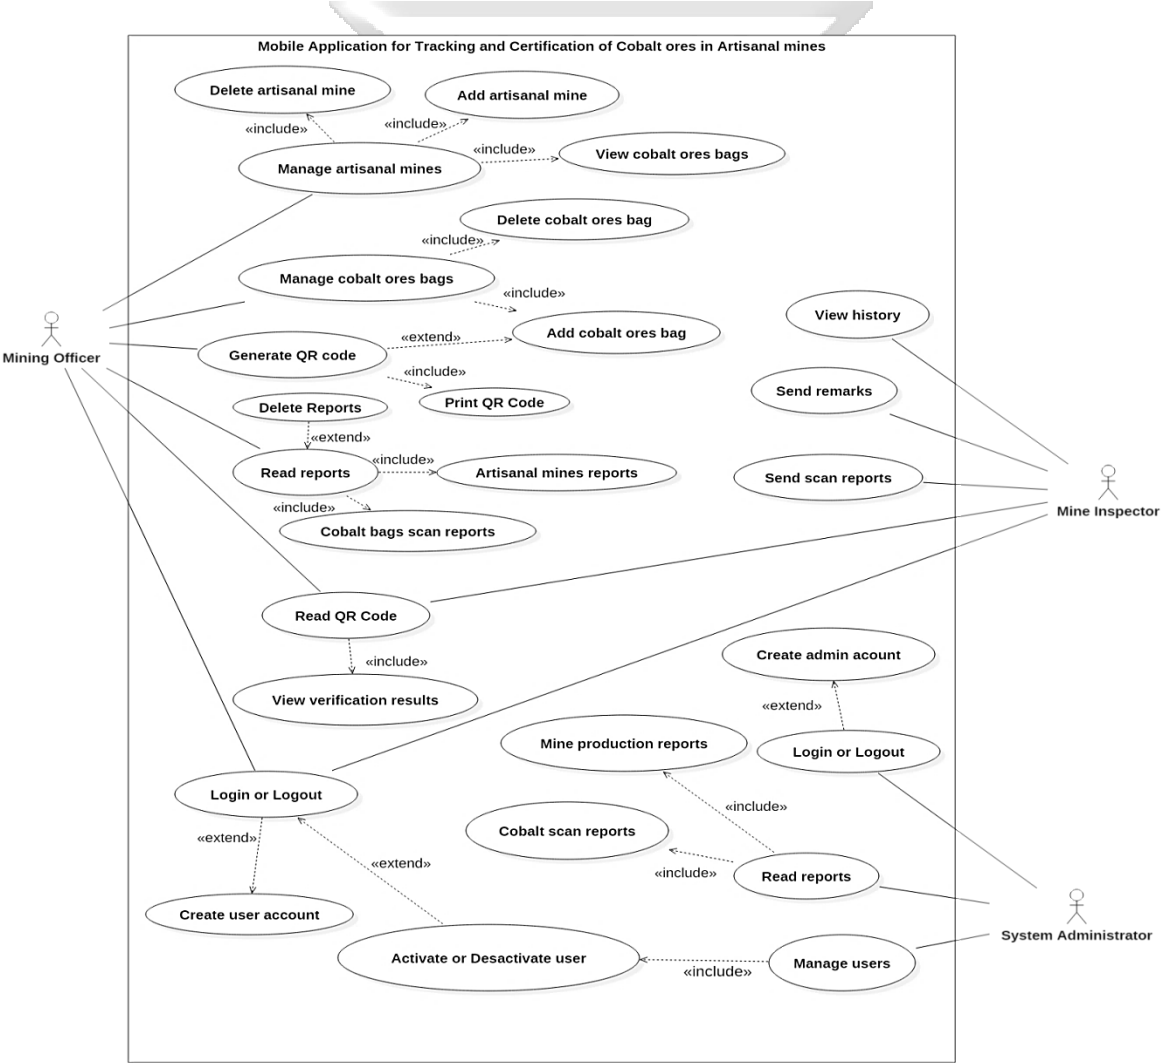 Mobile Application for Tracking and Certification of Cobalt ores in Artisanal mines
Delete artisanal mine
Add artisanal mine
«include»
«include»
«include»
View cobalt ores bags
Manage artisanal mines
Delete cobalt ores bag
«include»
Manage cobalt ores bags
«include»
View history
Add cobalt ores bag
«extend»
Generate QR code
Mining Officer
«include»
Send remarks
Print QR Code
Delete Reports
«extend»
«include»
Read reports
Artisanal mines reports
Send scan reports
«include»
Mine Inspector
Cobalt bags scan reports
Read QR Code
«include»
Create admin acount
View verification results
«extend»
Mine production reports
Login or Logout
Login or Logout
«include»
Cobalt scan reports
«extend»
«extend»
«include»
Read reports
Create user account
System Administrator
Activate or Desactivate user
Manage users
«include»